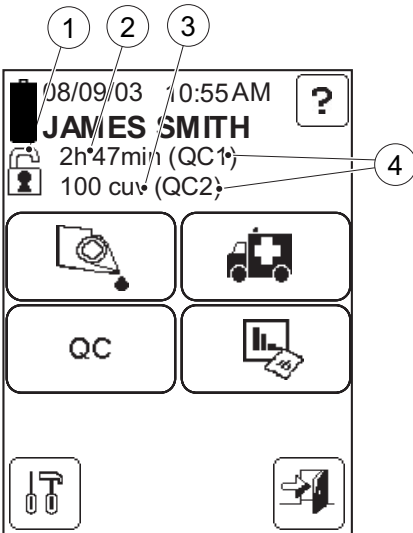 1 2 3
08/09/03 10:55 AM ?
JAMES SMITH
2h 47min (QC1)
100 cuv (QC2)
4
QC